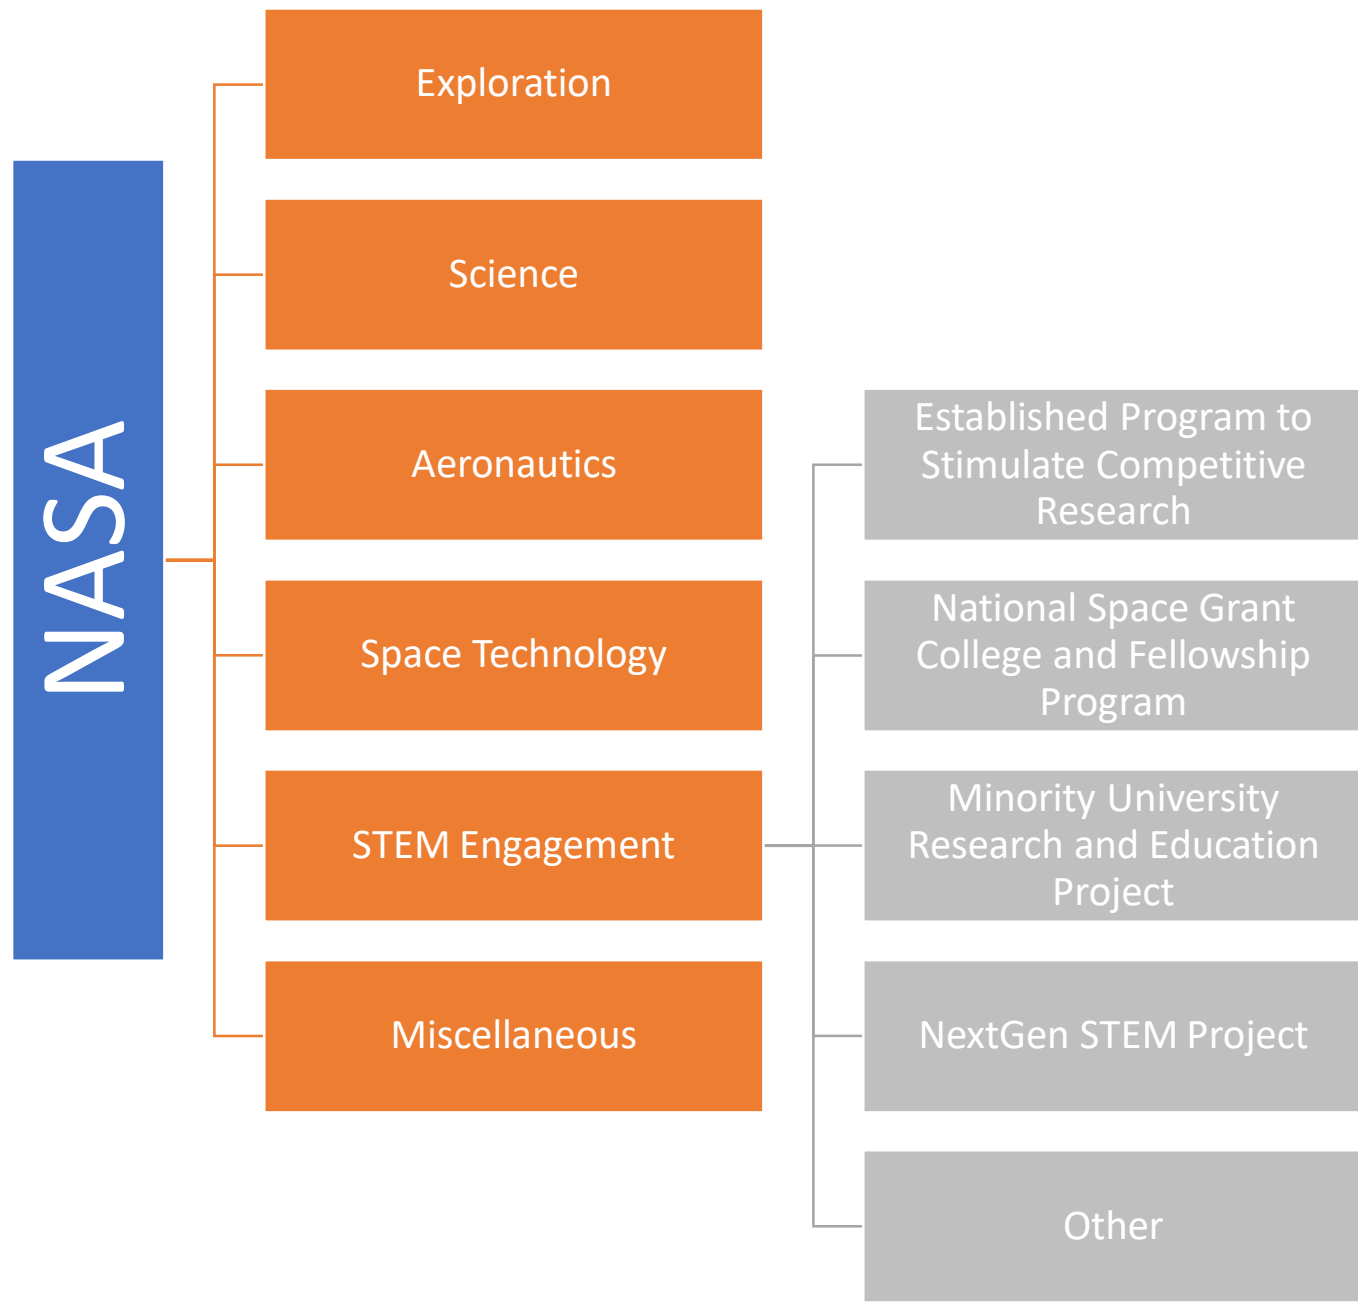 NASA
Exploration
Science
Aeronautics
Space Technology
STEM Engagement
Miscellaneous
Established Program to
Stimulate Competitive
Research
National Space Grant
College and Fellowship
Program
Minority University
Research and Education
Project
NextGen STEM Project
Other